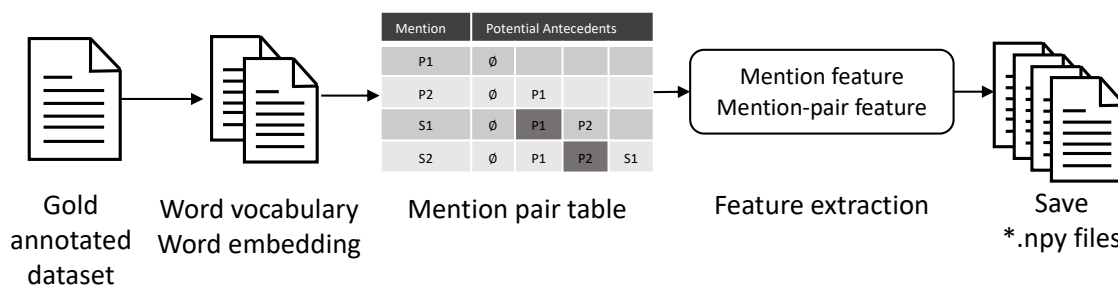 Mention Potential Antecedents
P1 Ø
P2 Ø P1
S1 Ø P1 P2
S2 Ø P1 P2 S1
Mention feature
Mention-pair feature
Gold
annotated
dataset
Word vocabulary
Word embedding
Mention pair table
Feature extraction
Save
*.npy files